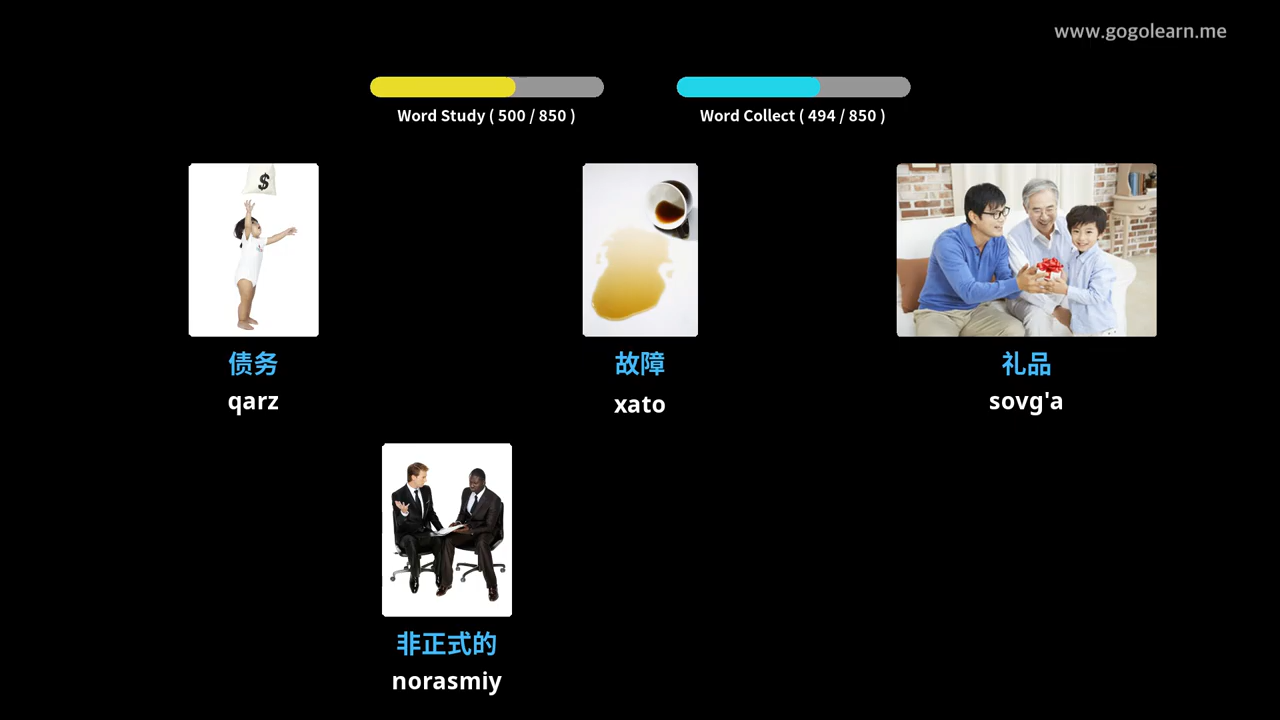 www.gogolearn.me
Word Study ( 500 / 850 )
Word Collect ( 494 / 850 )
$
债务
qarz
故障
xato
礼品
sovg'a
非正式的
norasmiy